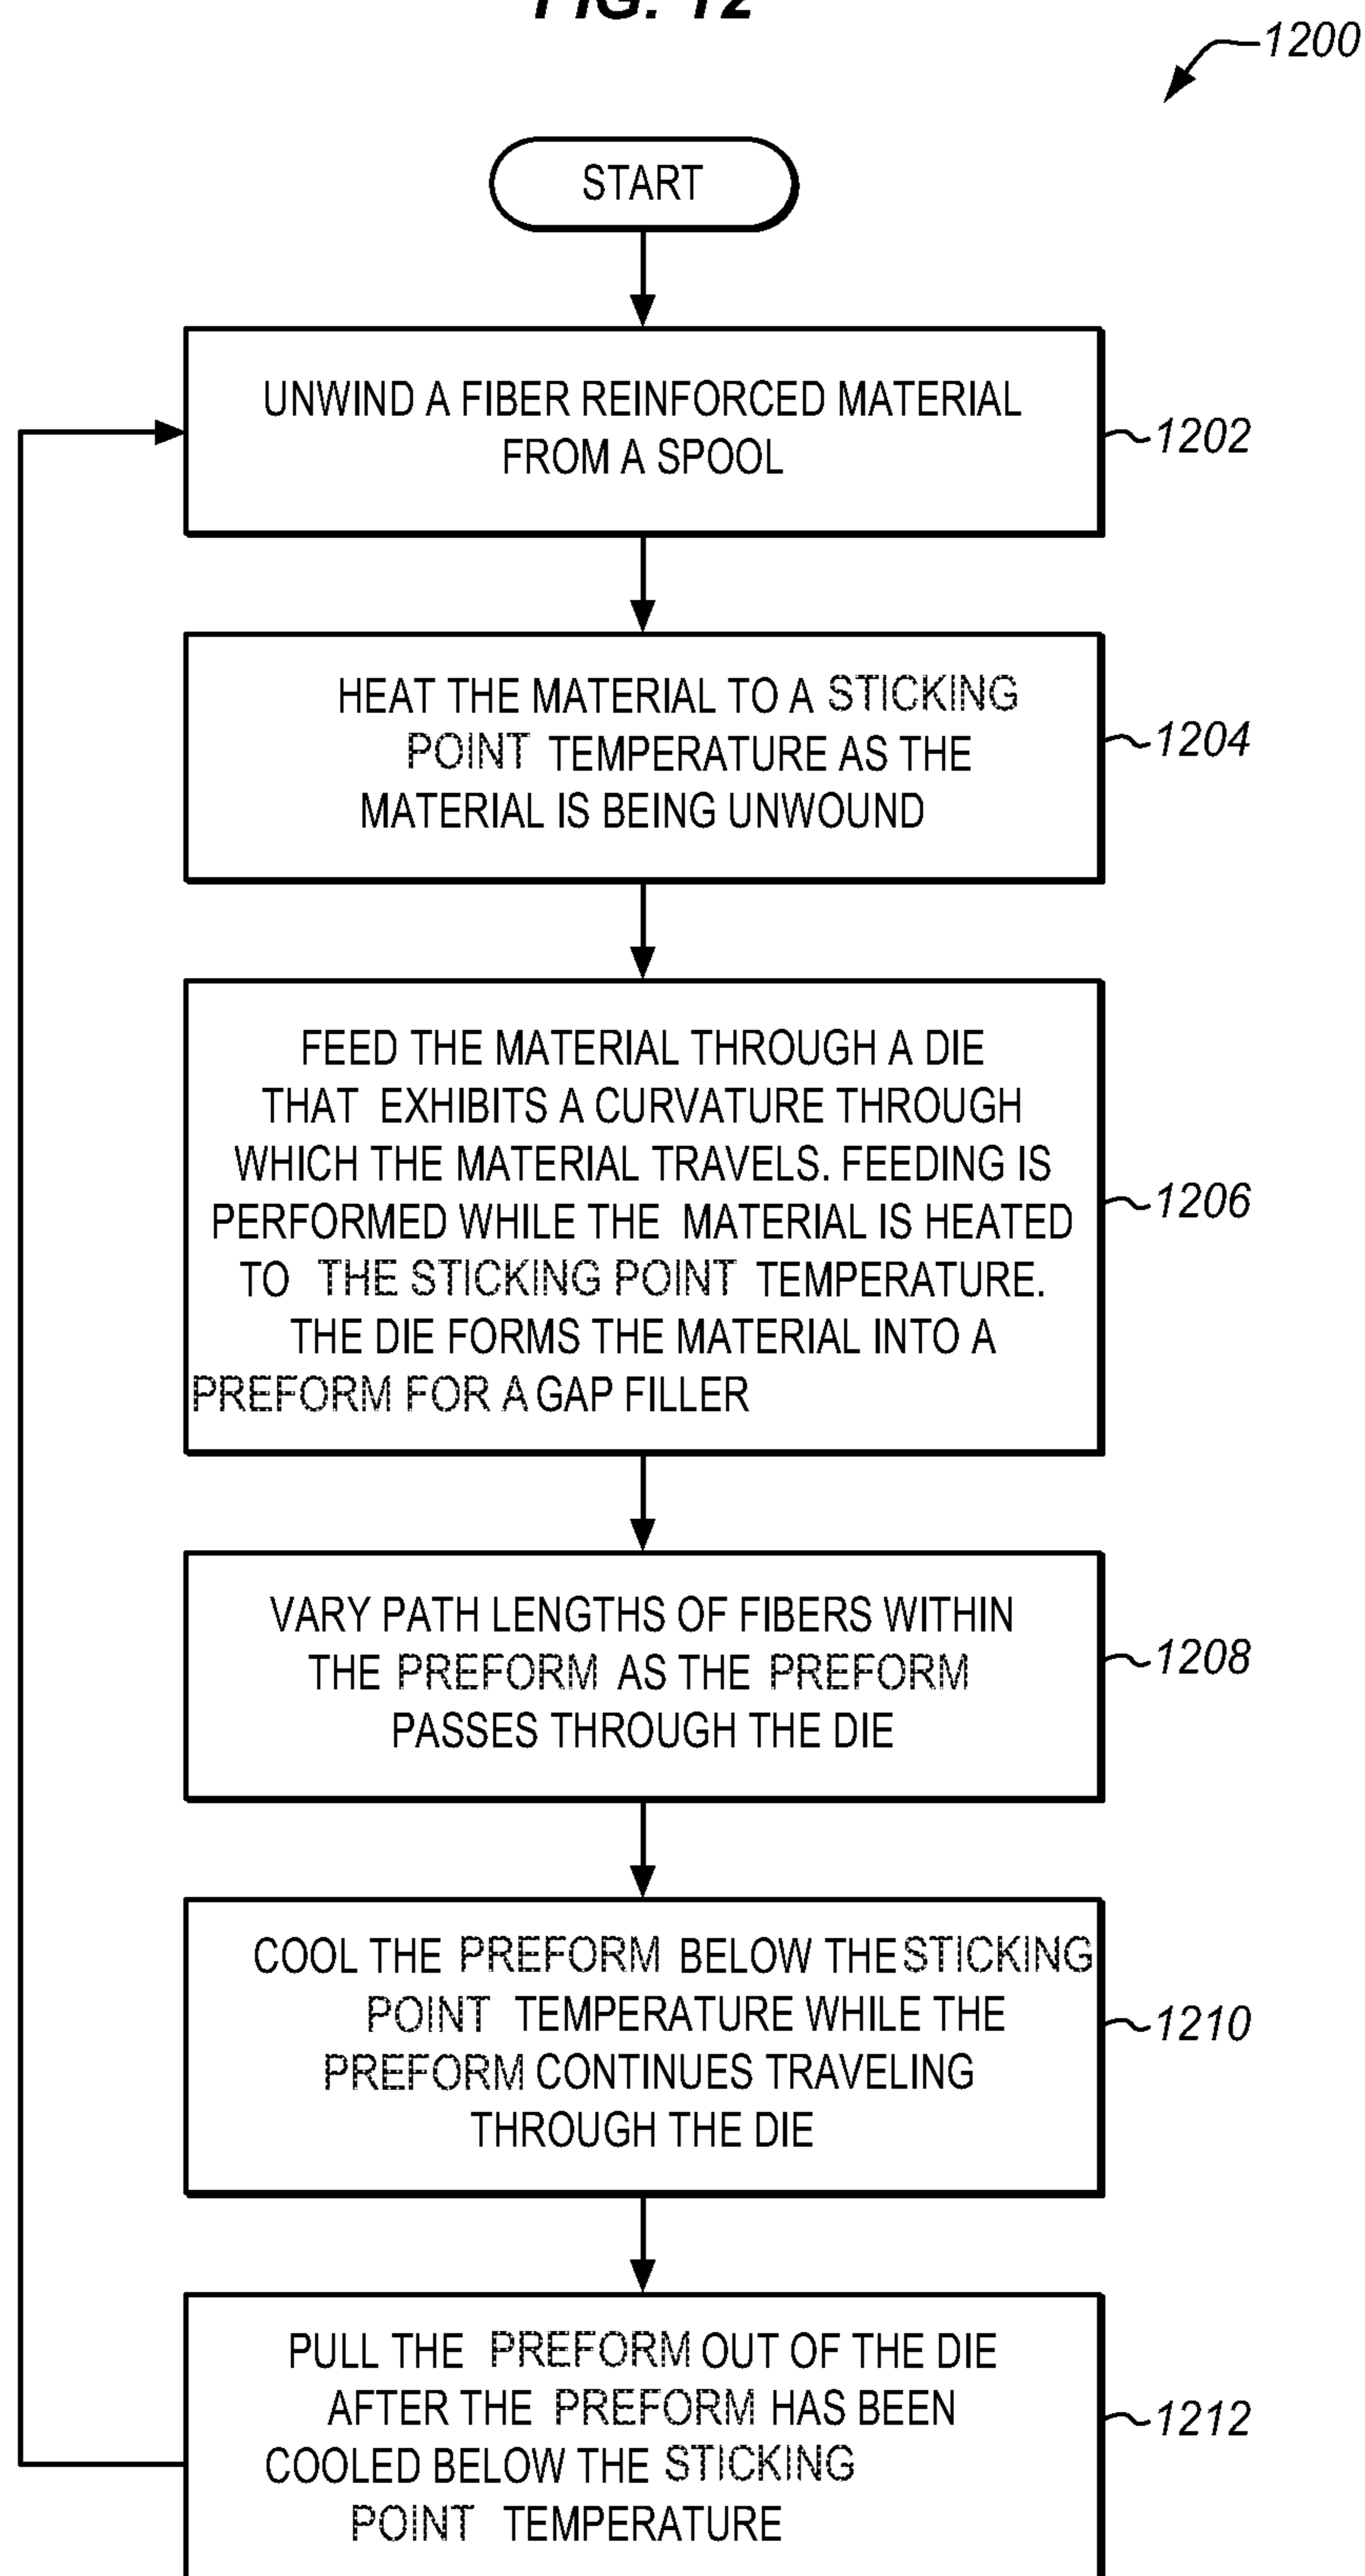 FIG. 12
1200
START
UNWIND A FIBER REINFORCED MATERIAL
FROM A SPOOL
1202
HEAT THE MATERIAL TO A STICKING
POINT TEMPERATURE AS THE
MATERIAL IS BEING UNWOUND
1204
FEED THE MATERIAL THROUGH A DIE
THAT EXHIBITS A CURVATURE THROUGH
WHICH THE MATERIAL TRAVELS. FEEDING IS
PERFORMED WHILE THE MATERIAL IS HEATED
TO THE STICKING POINT TEMPERATURE.
THE DIE FORMS THE MATERIAL INTO A
PREFORM FOR A GAP FILLER
1206
VARY PATH LENGTHS OF FIBERS WITHIN
THE PREFORM AS THE PREFORM
PASSES THROUGH THE DIE
1208
COOL THE PREFORM BELOW THE STICKING
POINT TEMPERATURE WHILE THE
PREFORM CONTINUES TRAVELING
THROUGH THE DIE
1210
PULL THE PREFORM OUT OF THE DIE
AFTER THE PREFORM HAS BEEN
COOLED BELOW THE STICKING
POINT TEMPERATURE
1212